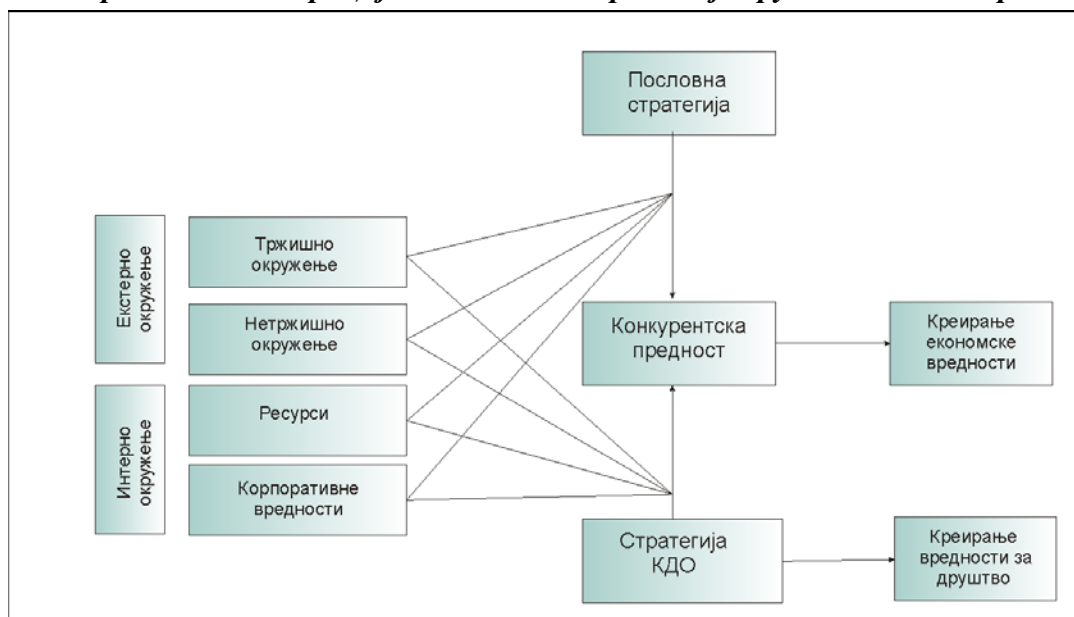 Пословна
стратегија
Екстерно
окружење
Тржишно
окружење
Нетржишно
окружење
Конкурентска
предност
Креирање
економске
вредности
Интерно
окружење
Ресурси
Корпоративне
вредности
Стратегија
КДО
Креирање
вредности за
друштво